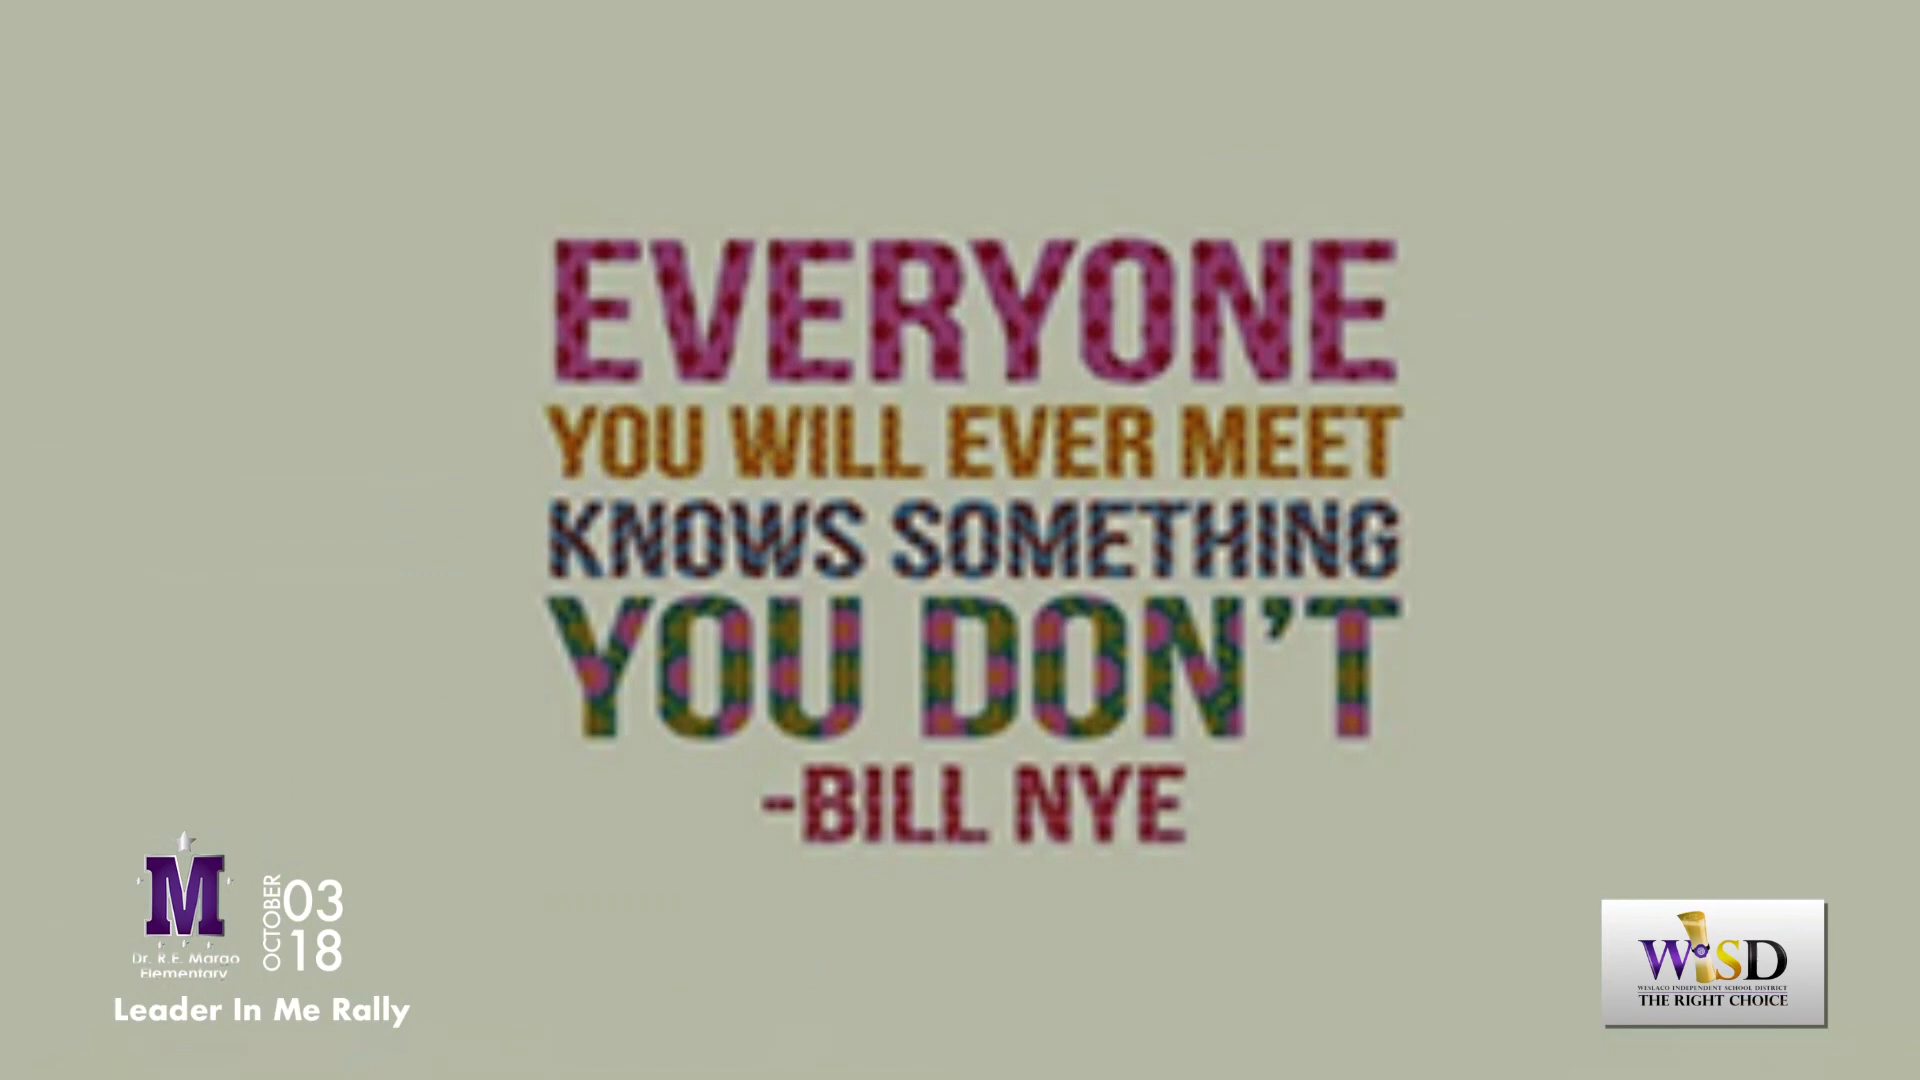 EVERYONE
YOU WILL EVER MEET
KNOWS SOMETHING
YOU DON'T
-BILL NYE
M
Dr. R.E. Margo
Elementary
OCTOBER
03
18
Leader In Me Rally
WISD
WESLACO INDEPENDENT SCHOOL DISTRICT
THE RIGHT CHOICE